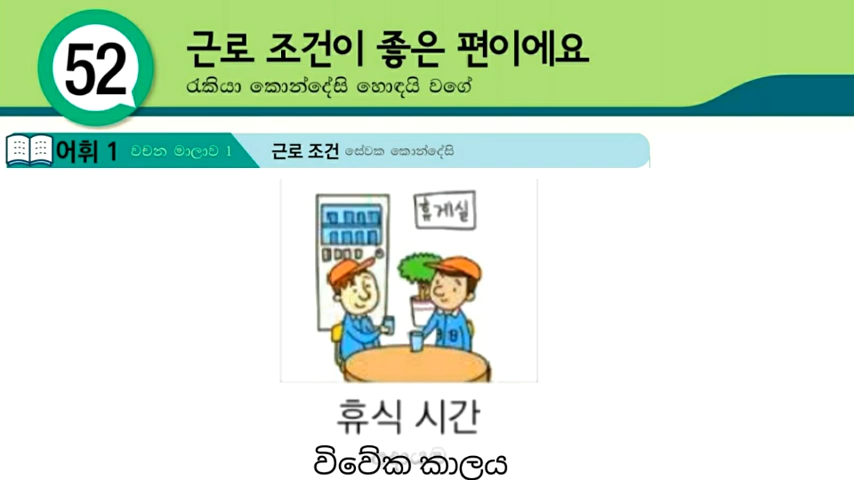 52
근로 조건이 좋은 편이에요
රැකියා කොන්දේසි හොඳයි වගේ
어휘 1 වචන මාලාව 1 근로 조건 සේවක කොන්දේසි
휴게실
휴식 시간
විවේක කාලය